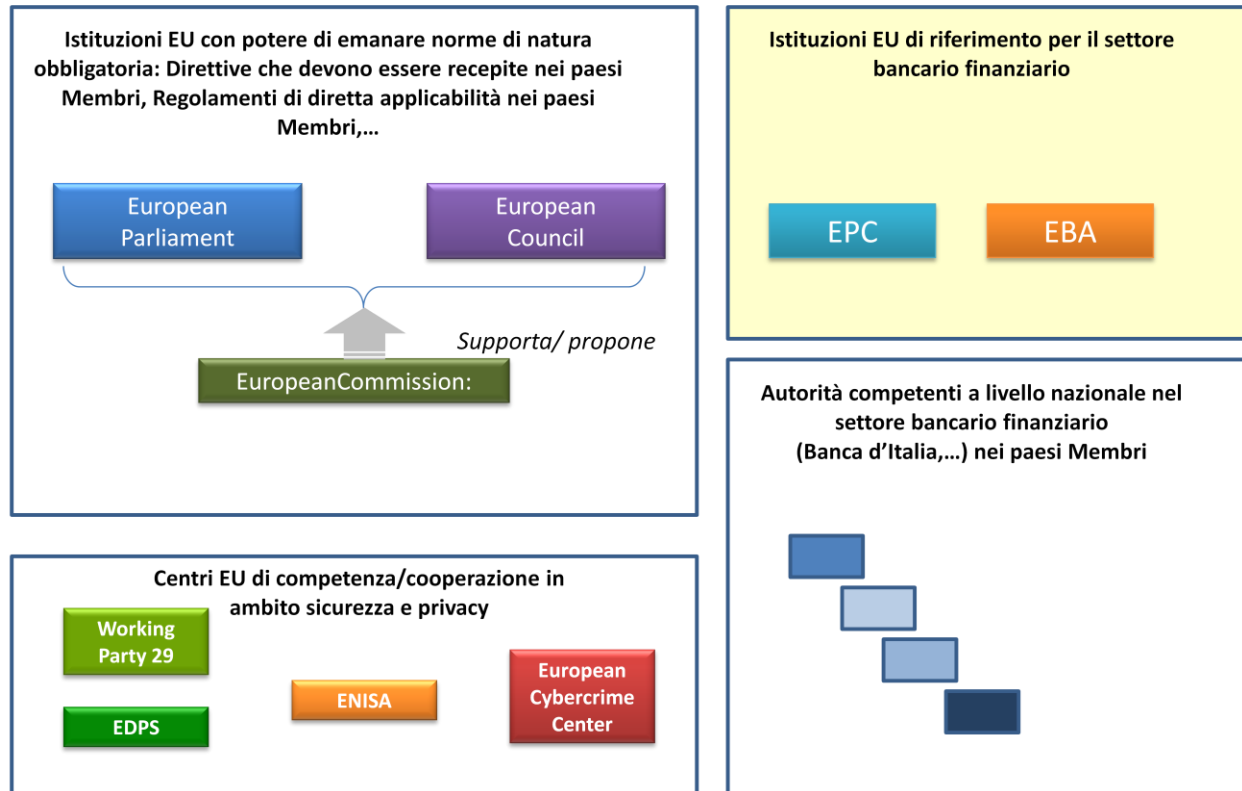 Istituzioni EU con potere di emanare norme di natura
obbligatoria: Direttive che devono essere recepite nei paesi
Membri, Regolamenti di diretta applicabilità nei paesi
Membri,…
European
Parliament
European
Council
Supporta/ propone
EuropeanCommission:
Istituzioni EU di riferimento per il settore
bancario finanziario
EPC
EBA
Autorità competenti a livello nazionale nel
settore bancario finanziario
(Banca d’Italia,…) nei paesi Membri
Centri EU di competenza/cooperazione in
ambito sicurezza e privacy
Working
Party 29
EDPS
ENISA
European
Cybercrime
Center